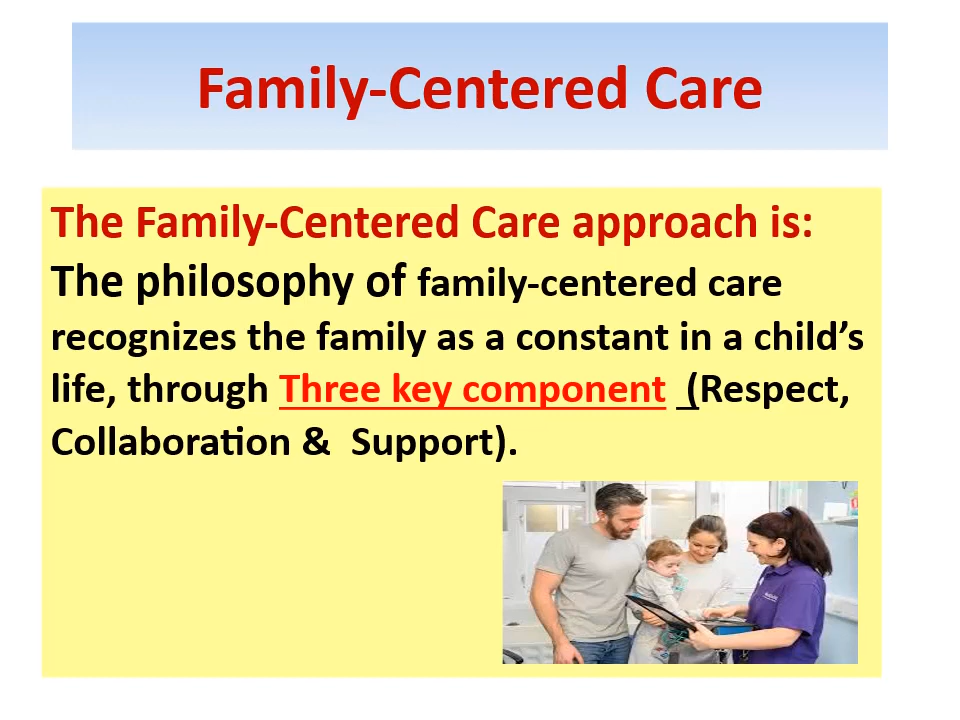 Family-Centered Care
The Family-Centered Care approach is:
The philosophy of family-centered care
recognizes the family as a constant in a child’s
life, through Three key component (Respect,
Collaboration & Support).